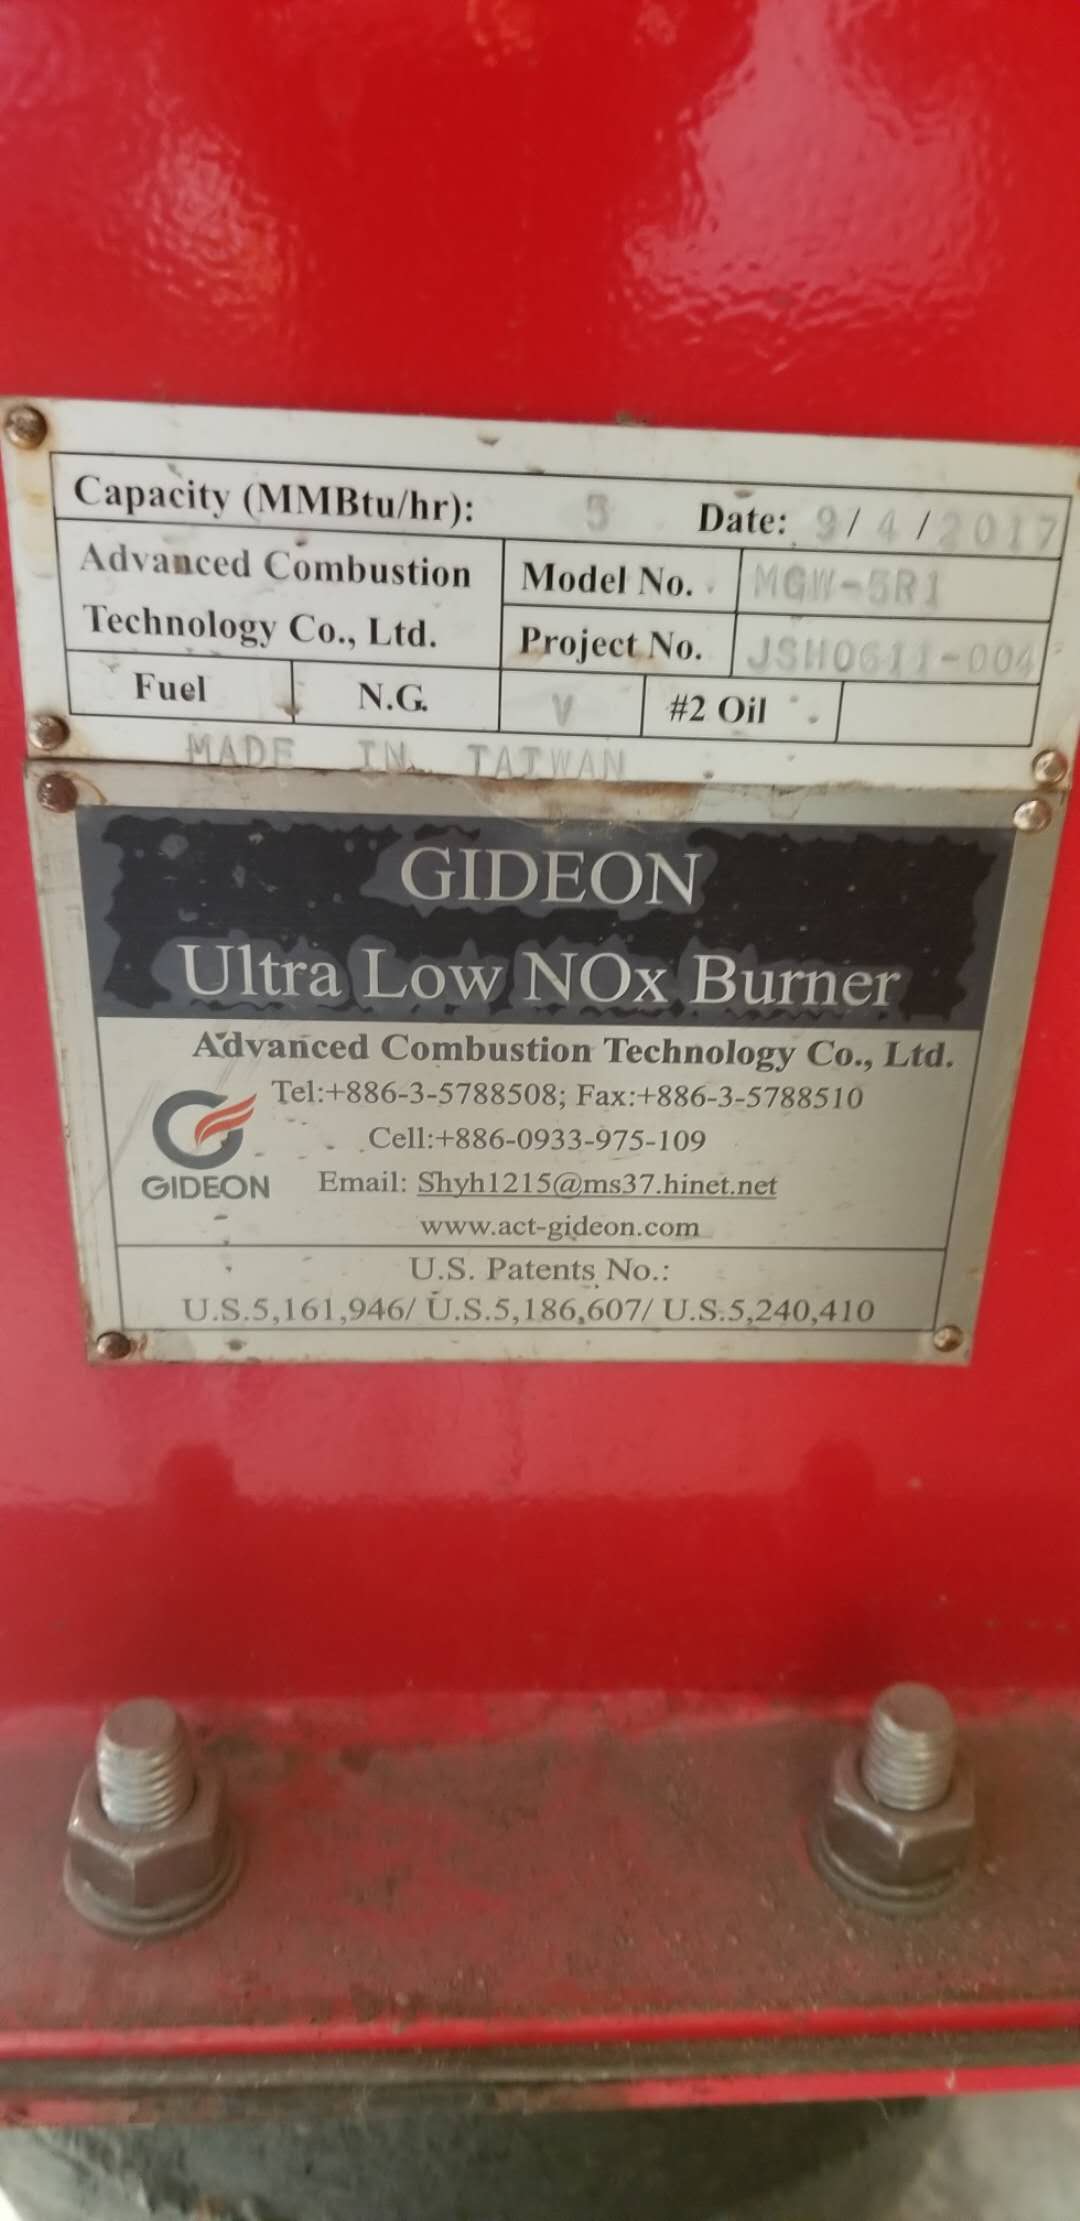 Capacity (MMBtu/hr): 5 Date: 9/4/2017
Advanced Combustion
Technology Co., Ltd.
Model No. MGW-5R1
Project No. JSH0611-004
Fuel N.G. V #2 Oil
MADE IN TAIWAN
GIDEON
Ultra Low NOx Burner
Advanced Combustion Technology Co., Ltd.
Tel:+886-3-5788508; Fax:+886-3-5788510
Cell:+886-0933-975-109
GIDEON
Email: Shyh1215@ms37.hinet.net
www.act-gideon.com
U.S. Patents No.:
U.S.5,161,946/ U.S.5,186,607/ U.S.5,240,410